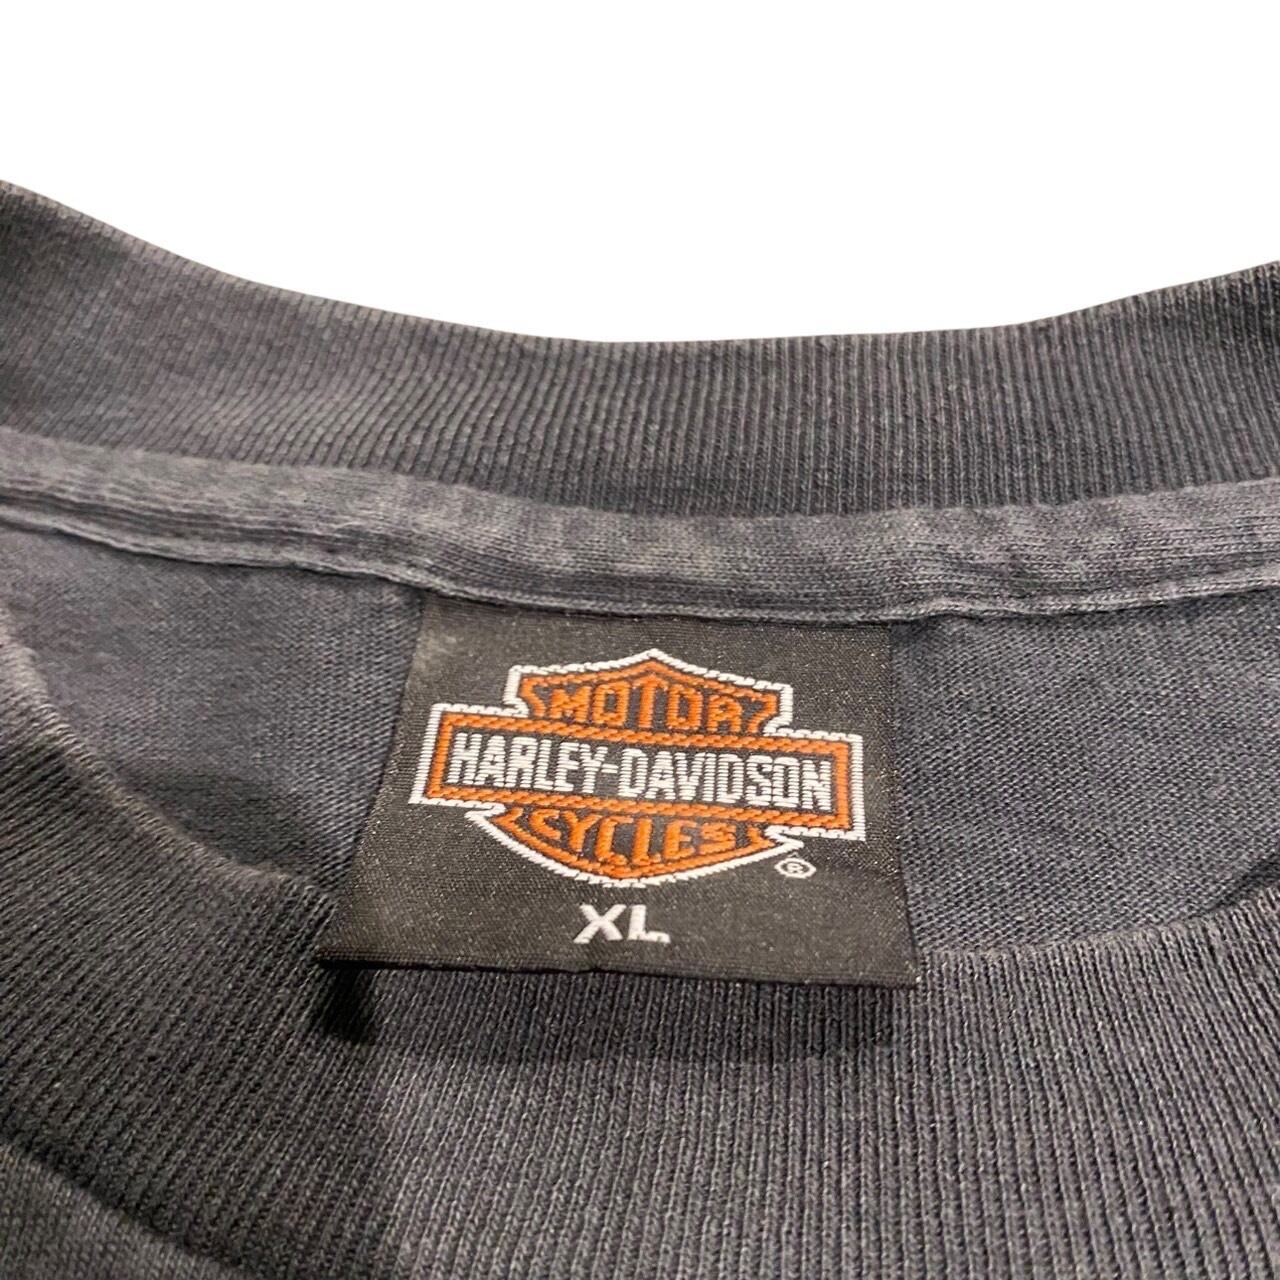 MOTOR
HARLEY-DAVIDSON
CYCLES
®
XL